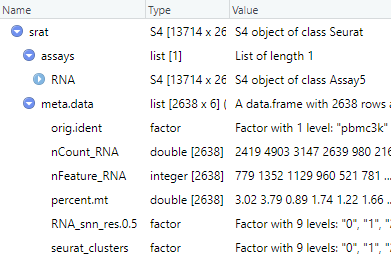 Name Type Value
srat S4 [13714 x 26 S4 object of class Seurat
assays list [1] List of length 1
RNA S4 [13714 x 26 S4 object of class Assay5
meta.data list [2638 x 6] ( A data.frame with 2638 rows a
orig.ident factor Factor with 1 level: "pbmc3k"
nCount_RNA double [2638] 2419 4903 3147 2639 980 216
nFeature_RNA integer [2638] 779 1352 1129 960 521 781 ...
percent.mt double [2638] 3.02 3.79 0.89 1.74 1.22 1.66 ...
RNA_snn_res.0.5 factor Factor with 9 levels: "0", "1", "
seurat_clusters factor Factor with 9 levels: "0", "1", "